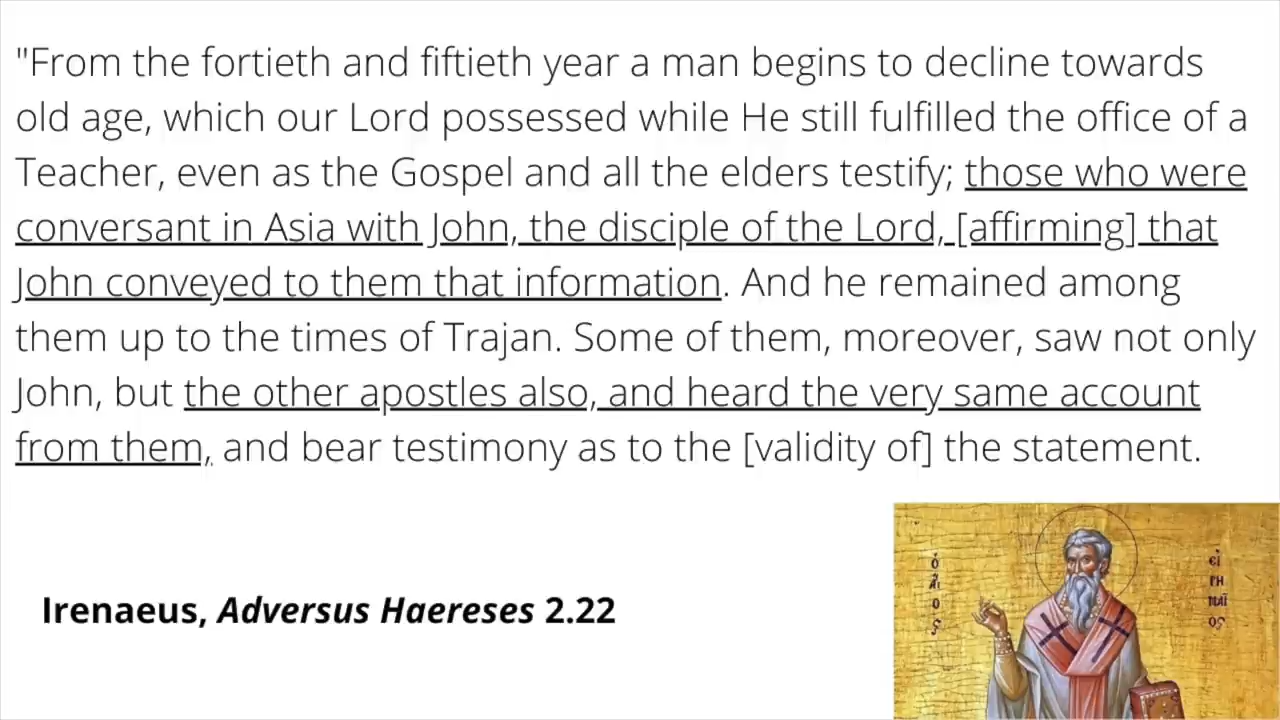 "From the fortieth and fiftieth year a man begins to decline towards
old age, which our Lord possessed while He still fulfilled the office of a
Teacher, even as the Gospel and all the elders testify; those who were
conversant in Asia with John, the disciple of the Lord, [affirming] that
John conveyed to them that information. And he remained among
them up to the times of Trajan. Some of them, moreover, saw not only
John, but the other apostles also, and heard the very same account
from them, and bear testimony as to the [validity of] the statement.
Irenaeus, Adversus Haereses 2.22